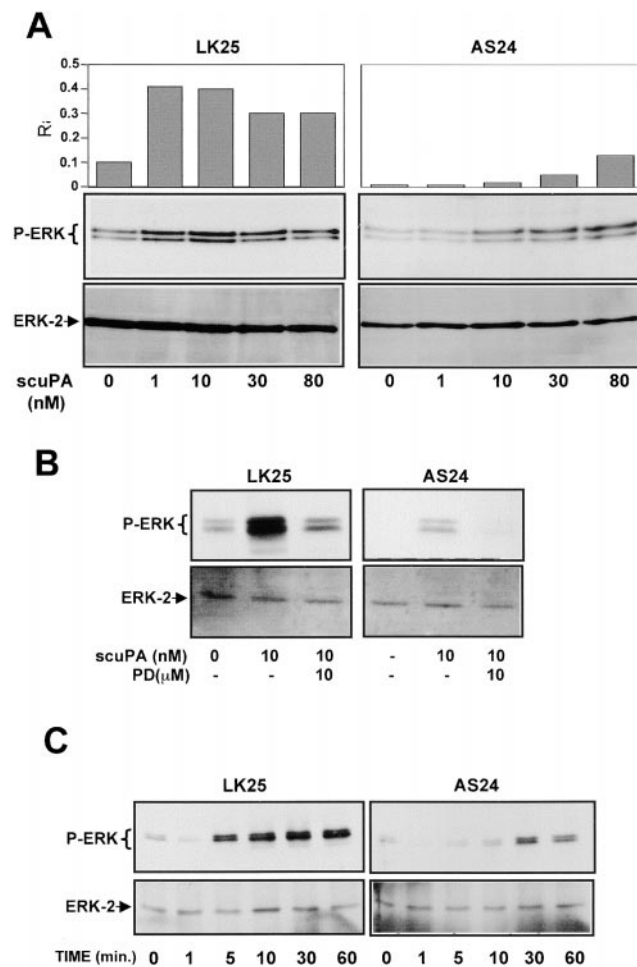 A
LK25 AS24
0.5
0.4
0.3
0.2
0.1
0
Ri
P-ERK {
ERK-2
scuPA 0 1 10 30 80 0 1 10 30 80
(nM)
B
LK25 AS24
P-ERK {
ERK-2
scuPA (nM) 0 10 10 - 10 10
PD(μM) - - 10 - - 10
C
LK25 AS24
P-ERK {
ERK-2
TIME (min.) 0 1 5 10 30 60 0 1 5 10 30 60